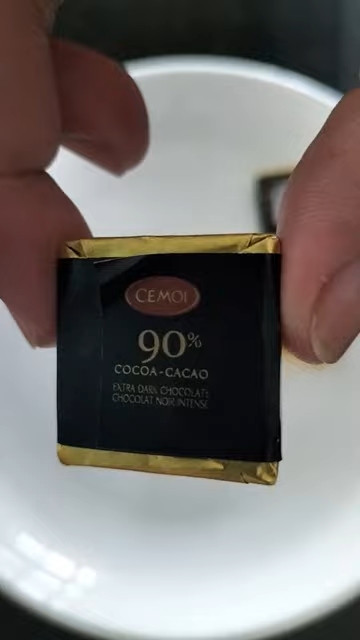 CEMOI
90%
COCOA-CACAO
EXTRA DARK CHOCOLATE
CHOCOLAT NOIR INTENSE